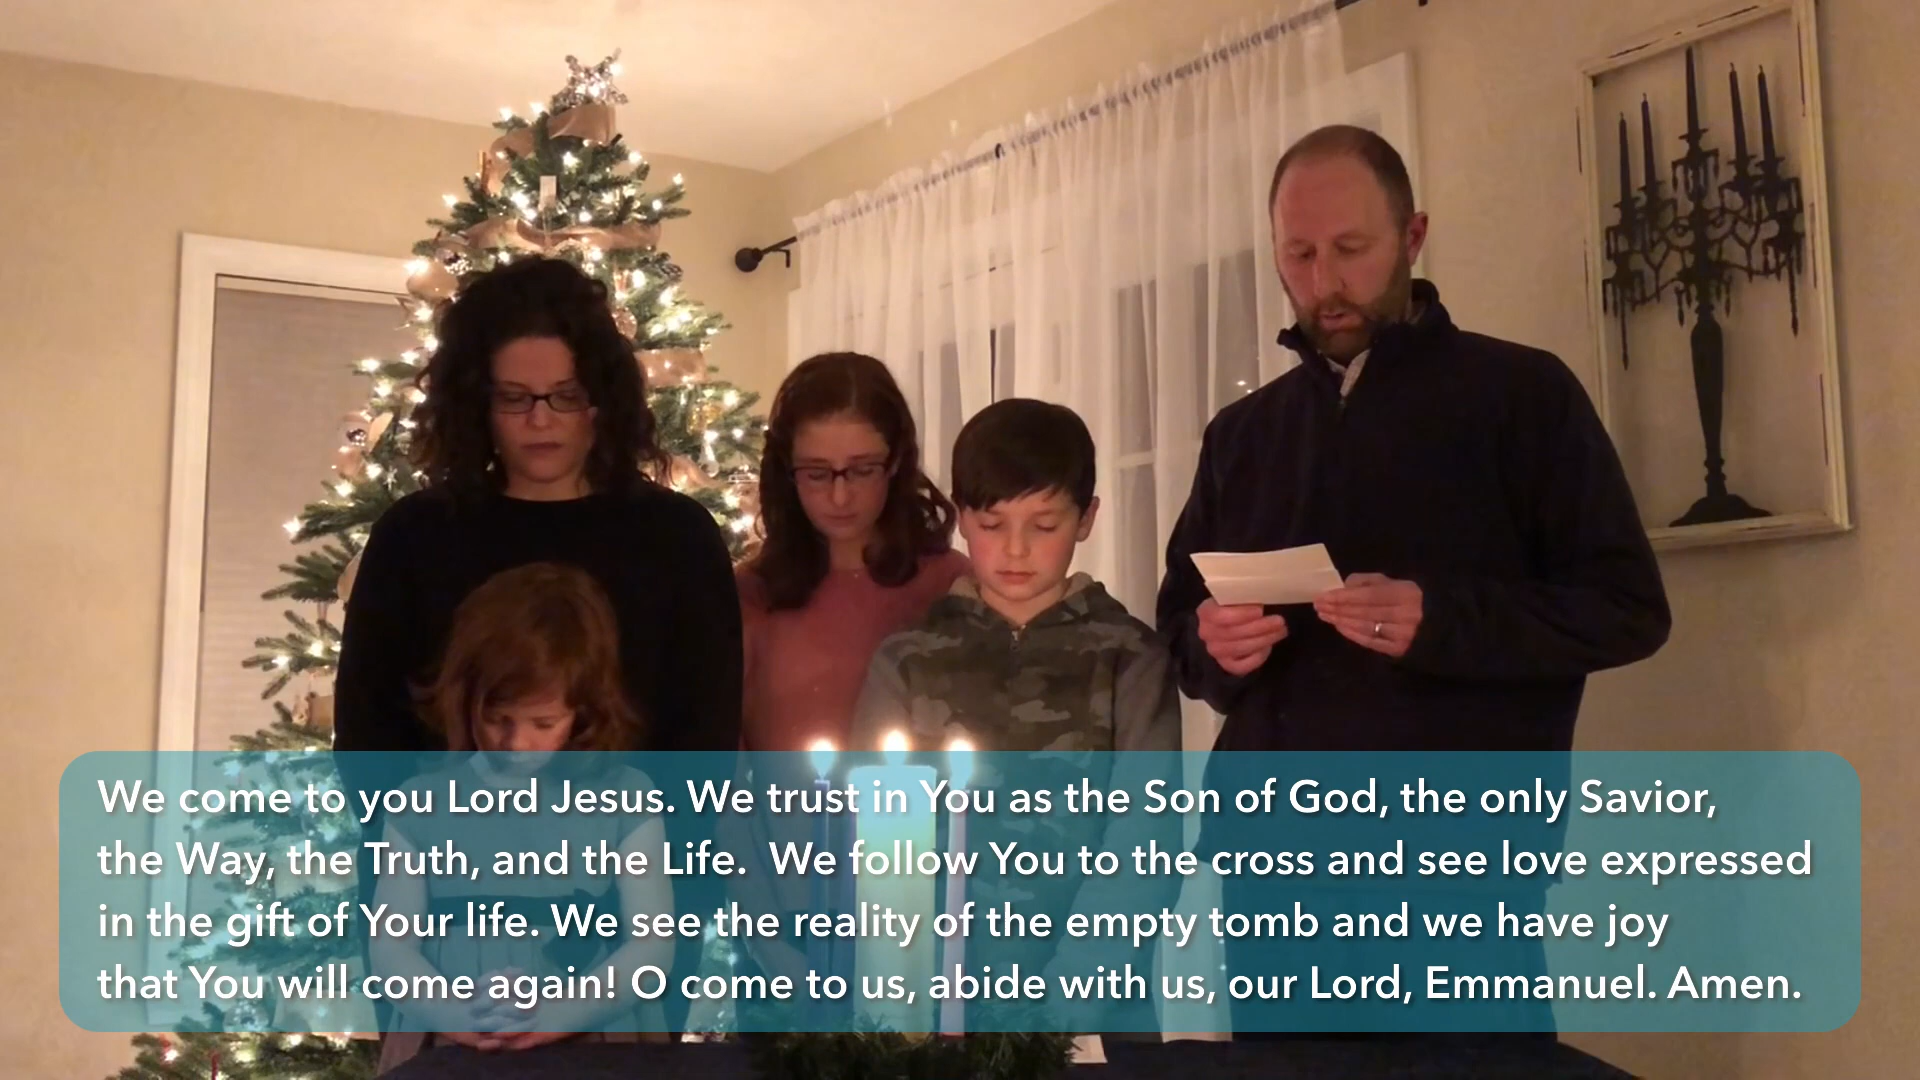 We come to you Lord Jesus. We trust in You as the Son of God, the only Savior,
the Way, the Truth, and the Life.  We follow You to the cross and see love expressed
in the gift of Your life. We see the reality of the empty tomb and we have joy
that You will come again! O come to us, abide with us, our Lord, Emmanuel. Amen.